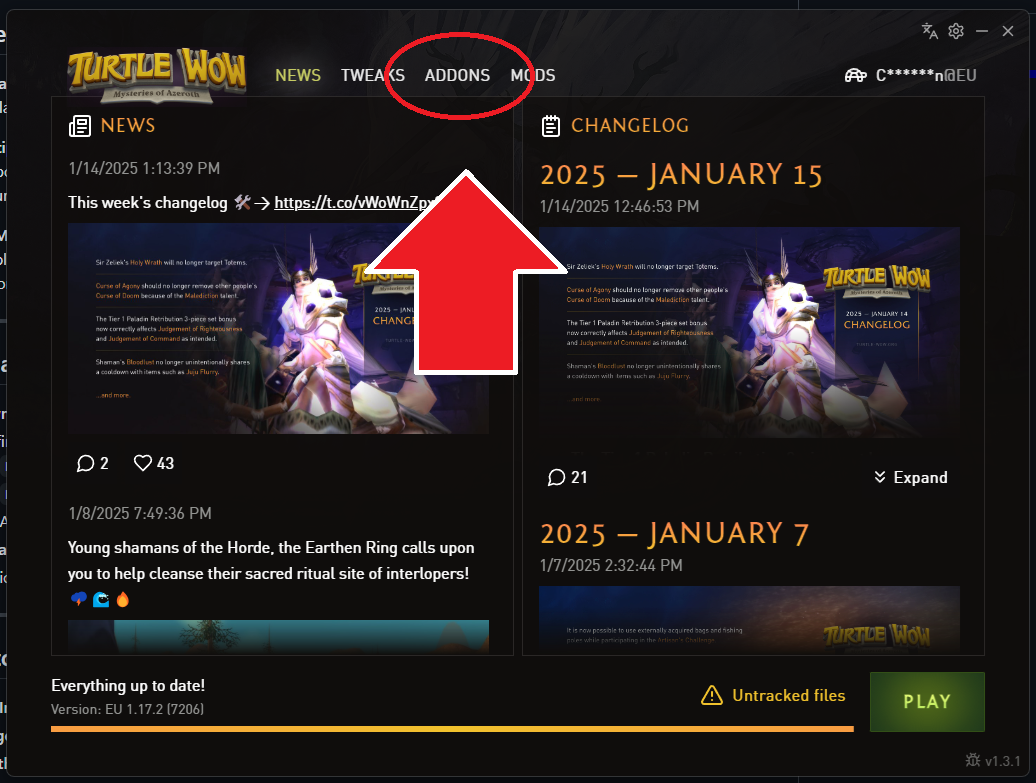 TURTLE WOW
Mysteries of Azeroth
NEWS TWEAKS ADDONS MODS
C******n@EU
NEWS
1/14/2025 1:13:39 PM
This week's changelog 🛠️ → https://t.co/vWoWnZp
Sir Zeliek's Holy Wrath will no longer target Totems.
Curse of Agony should no longer remove other people's
Curse of Doom because of the Malediction talent.
The Tier 1 Paladin Retribution 3-piece set bonus
now correctly affects Judgement of Righteousness
and Judgement of Command as intended.
Shaman's Bloodlust no longer unintentionally shares
a cooldown with items such as Juju Flurry.
...and more.
2 43
1/8/2025 7:49:36 PM
Young shamans of the Horde, the Earthen Ring calls upon
you to help cleanse their sacred ritual site of interlopers!
🌩️ 🌊 🔥
CHANGELOG
2025 — JANUARY 15
1/14/2025 12:46:53 PM
Sir Zeliek's Holy Wrath will no longer target Totems.
Curse of Agony should no longer remove other people's
Curse of Doom because of the Malediction talent.
The Tier 1 Paladin Retribution 3-piece set bonus
now correctly affects Judgement of Righteousness
and Judgement of Command as intended.
Shaman's Bloodlust no longer unintentionally shares
a cooldown with items such as Juju Flurry.
...and more.
TURTLE WOW
Mysteries of Azeroth
2025 — JANUARY 14
CHANGELOG
21
Expand
2025 — JANUARY 7
1/7/2025 2:32:44 PM
It is now possible to use externally acquired bags and fishing
poles while participating in the Artisan's Challenge.
TURTLE WOW
Everything up to date!
Version: EU 1.17.2 (7206)
Untracked files
PLAY
v1.3.1